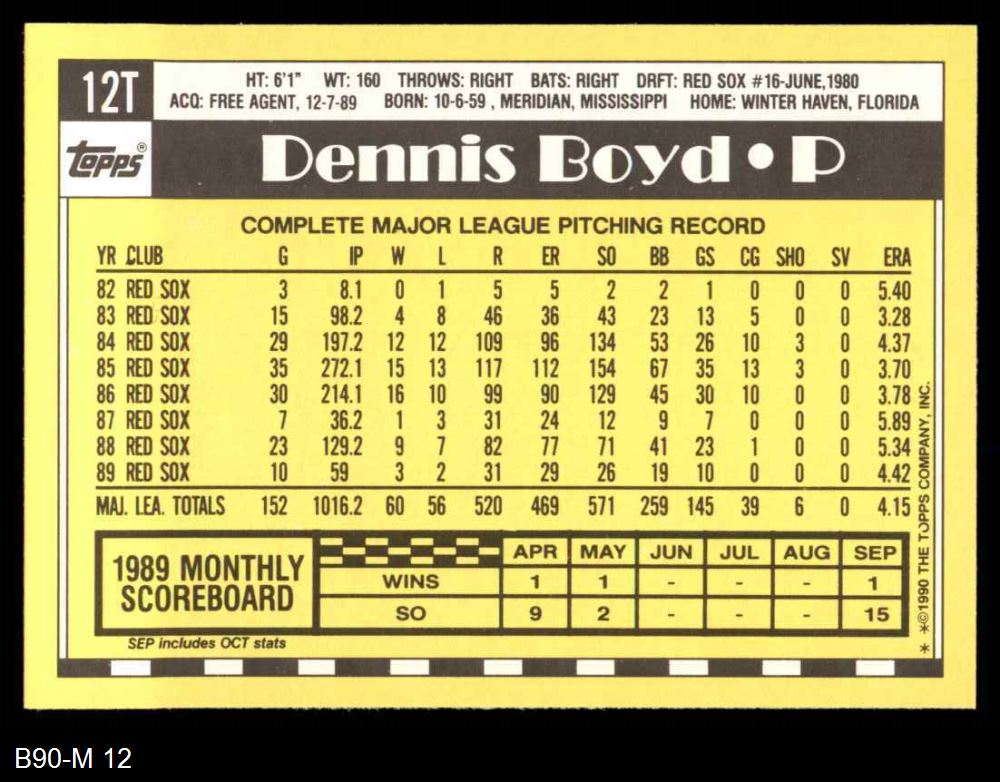 12T
HT: 6'1" WT: 160 THROWS: RIGHT BATS: RIGHT DRFT: RED SOX #16-JUNE,1980
ACQ: FREE AGENT, 12-7-89 BORN: 10-6-59 , MERIDIAN, MISSISSIPPI HOME: WINTER HAVEN, FLORIDA
TOPPS®
Dennis Boyd • P
COMPLETE MAJOR LEAGUE PITCHING RECORD
YR CLUB G IP W L R ER SO BB GS CG SHO SV ERA
82 RED SOX 3 8.1 0 1 5 5 2 2 1 0 0 0 5.40
83 RED SOX 15 98.2 4 8 46 36 43 23 13 5 0 0 3.28
84 RED SOX 29 197.2 12 12 109 96 134 53 26 10 3 0 4.37
85 RED SOX 35 272.1 15 13 117 112 154 67 35 13 3 0 3.70
86 RED SOX 30 214.1 16 10 99 90 129 45 30 10 0 0 3.78
87 RED SOX 7 36.2 1 3 31 24 12 9 7 0 0 0 5.89
88 RED SOX 23 129.2 9 7 82 77 71 41 23 1 0 0 5.34
89 RED SOX 10 59 3 2 31 29 26 19 10 0 0 0 4.42
MAJ. LEA. TOTALS 152 1016.2 60 56 520 469 571 259 145 39 6 0 4.15
1989 MONTHLY
SCOREBOARD
APR MAY JUN JUL AUG SEP
WINS 1 1 - - - 1
SO 9 2 - - - 15
SEP includes OCT stats
* *©1990 THE TOPPS COMPANY, INC.
B90-M 12